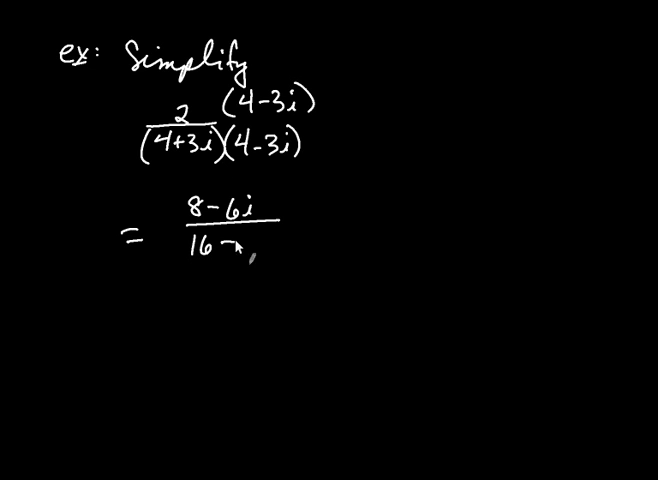 ex: Simplify
2 (4-3i)
(4+3i)(4-3i)
8-6i
=
16-